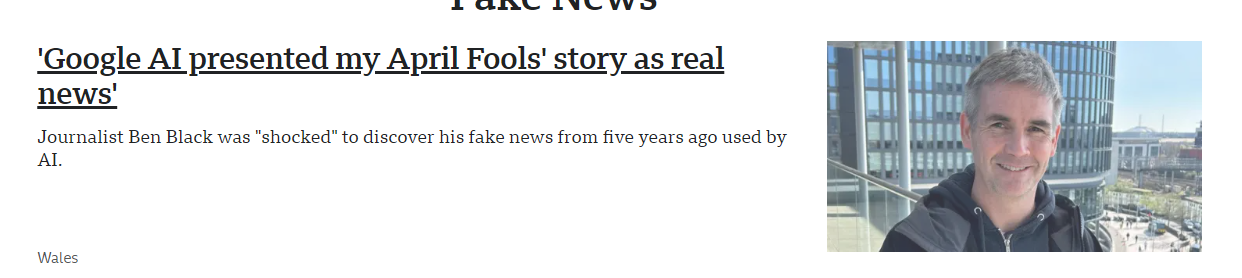 Fake News
'Google AI presented my April Fools' story as real
news'
Journalist Ben Black was "shocked" to discover his fake news from five years ago used by
AI.
Wales